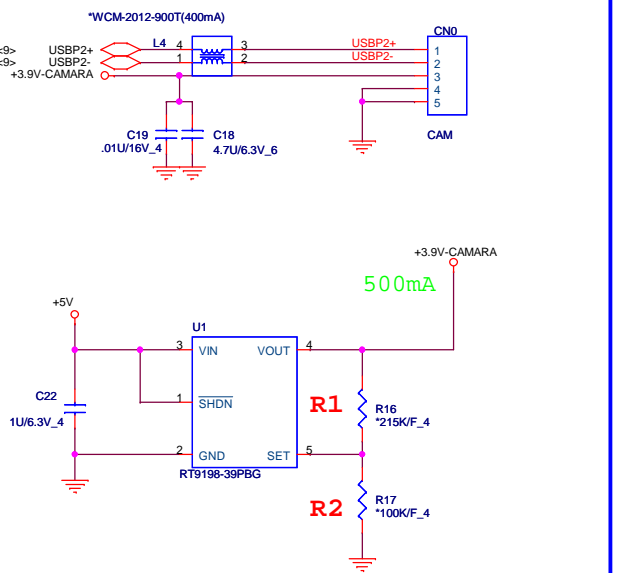 *WCM-2012-900T(400mA)
CN0
<9> USBP2+ L4 4 3 USBP2+ 1
<9> USBP2- 1 2 USBP2- 2
+3.9V-CAMARA 3
4
5
C19 C18 CAM
.01U/16V_4 4.7U/6.3V_6
+3.9V-CAMARA
500mA
+5V
U1
3 VIN VOUT 4
C22 1 SHDN R1 R16
1U/6.3V_4 *215K/F_4
2 GND SET 5
RT9198-39PBG
R2 R17
*100K/F_4